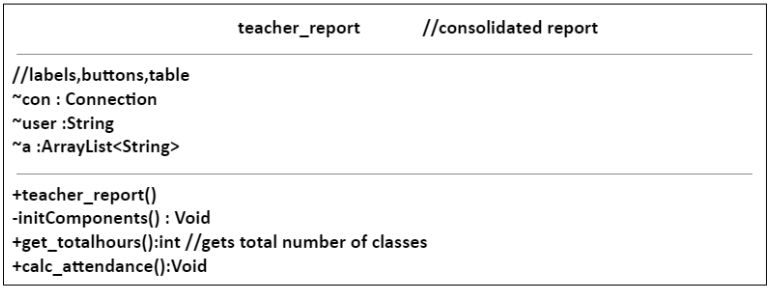 teacher_report //consolidated report
//labels,buttons,table
~con : Connection
~user :String
~a :ArrayList<String>
+teacher_report()
-initComponents() : Void
+get_totalhours():int //gets total number of classes
+calc_attendance():Void